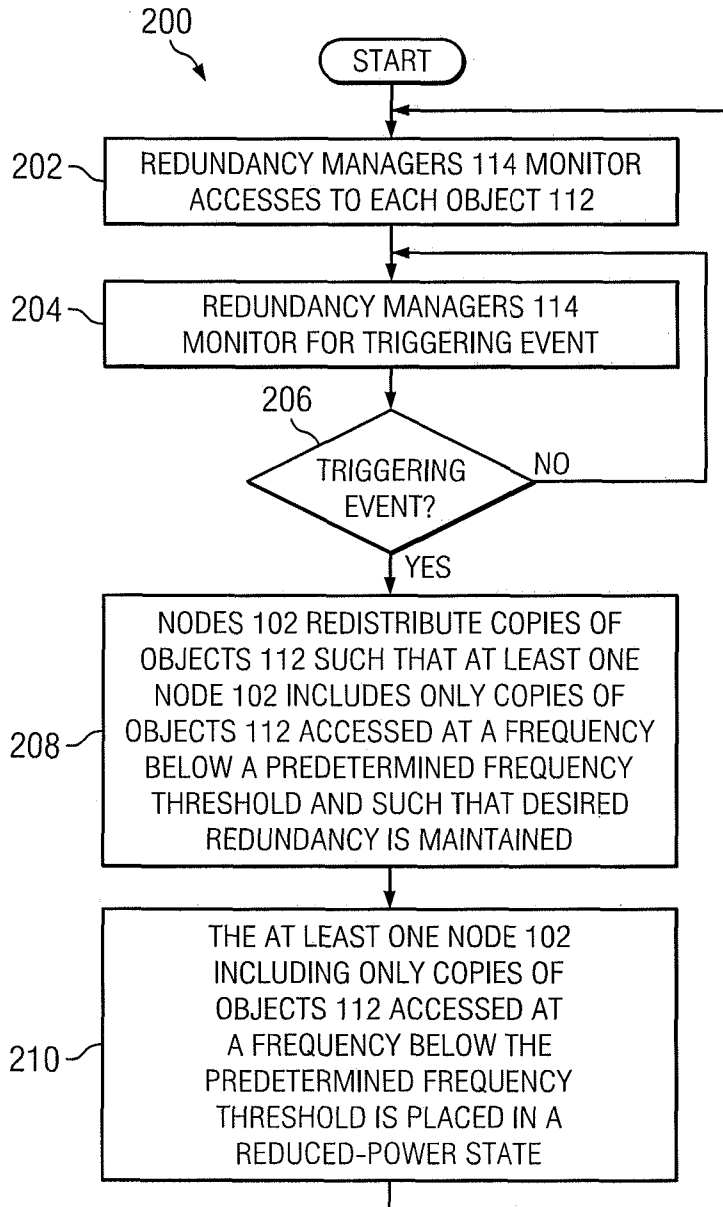 200
START
202
REDUNDANCY MANAGERS 114 MONITOR
ACCESSES TO EACH OBJECT 112
204
REDUNDANCY MANAGERS 114
MONITOR FOR TRIGGERING EVENT
206
TRIGGERING
EVENT?
NO
YES
208
NODES 102 REDISTRIBUTE COPIES OF
OBJECTS 112 SUCH THAT AT LEAST ONE
NODE 102 INCLUDES ONLY COPIES OF
OBJECTS 112 ACCESSED AT A FREQUENCY
BELOW A PREDETERMINED FREQUENCY
THRESHOLD AND SUCH THAT DESIRED
REDUNDANCY IS MAINTAINED
210
THE AT LEAST ONE NODE 102
INCLUDING ONLY COPIES OF
OBJECTS 112 ACCESSED AT
A FREQUENCY BELOW THE
PREDETERMINED FREQUENCY
THRESHOLD IS PLACED IN A
REDUCED-POWER STATE